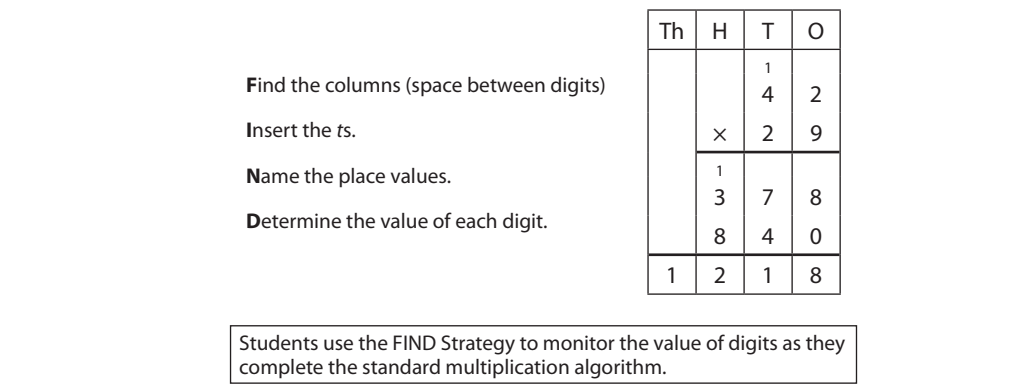 Find the columns (space between digits)
Insert the ts.
Name the place values.
Determine the value of each digit.
Th H T O
1
4 2
× 2 9
1
3 7 8
8 4 0
1 2 1 8
Students use the FIND Strategy to monitor the value of digits as they
complete the standard multiplication algorithm.